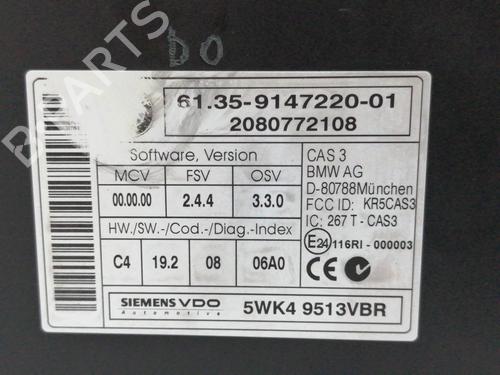 DO
61.35-9147220-01
2080772108
Software, Version
MCV FSV OSV
00.00.00 2.4.4 3.3.0
HW./SW.-/Cod.-/Diag.-Index
C4 19.2 08 06A0
CAS 3
BMW AG
D-80788München
FCC ID: KR5CAS3
IC: 267 T - CAS3
E24 116RI - 000003
CE
SIEMENS VDO
Automotive
5WK4 9513VBR